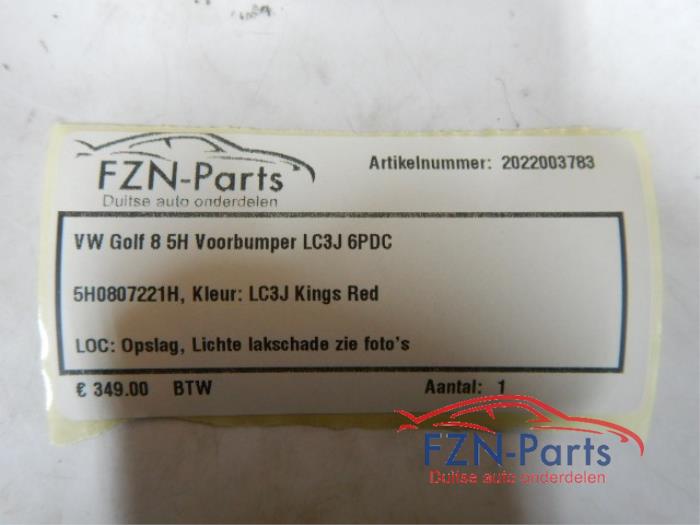 FZN-Parts
Duitse auto onderdelen
Artikelnummer: 2022003783
VW Golf 8 5H Voorbumper LC3J 6PDC
5H0807221H, Kleur: LC3J Kings Red
LOC: Opslag, Lichte lakschade zie foto's
€ 349.00 BTW Aantal: 1
FZN-Parts
Duitse auto onderdelen